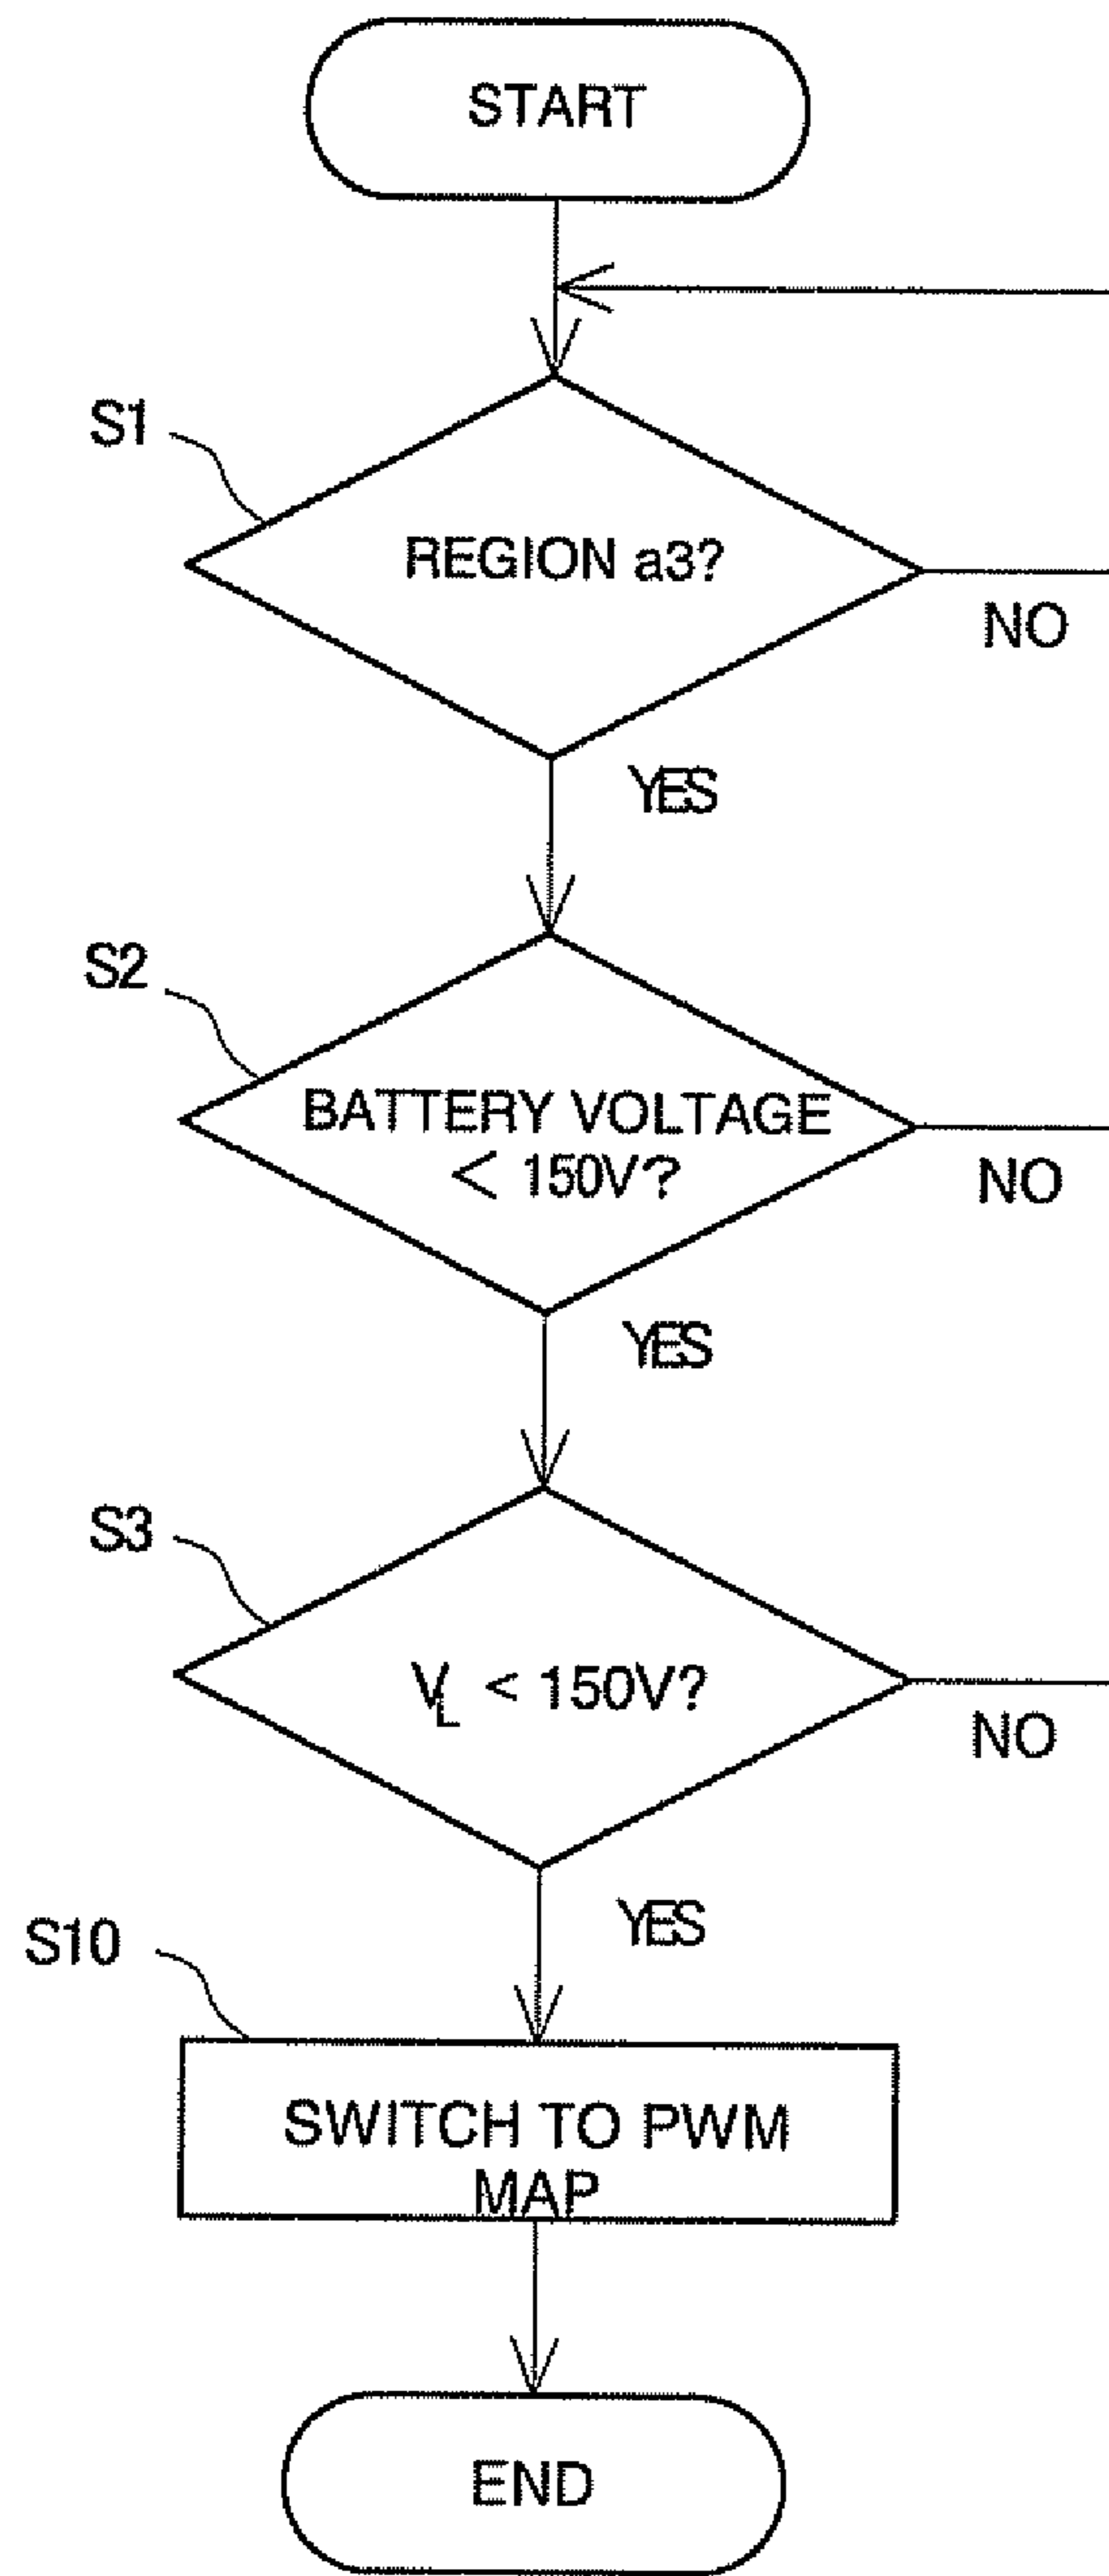 START
S1
REGION a3?
NO
YES
S2
BATTERY VOLTAGE
< 150V?
NO
YES
S3
VL < 150V?
NO
YES
S10
SWITCH TO PWM
MAP
END